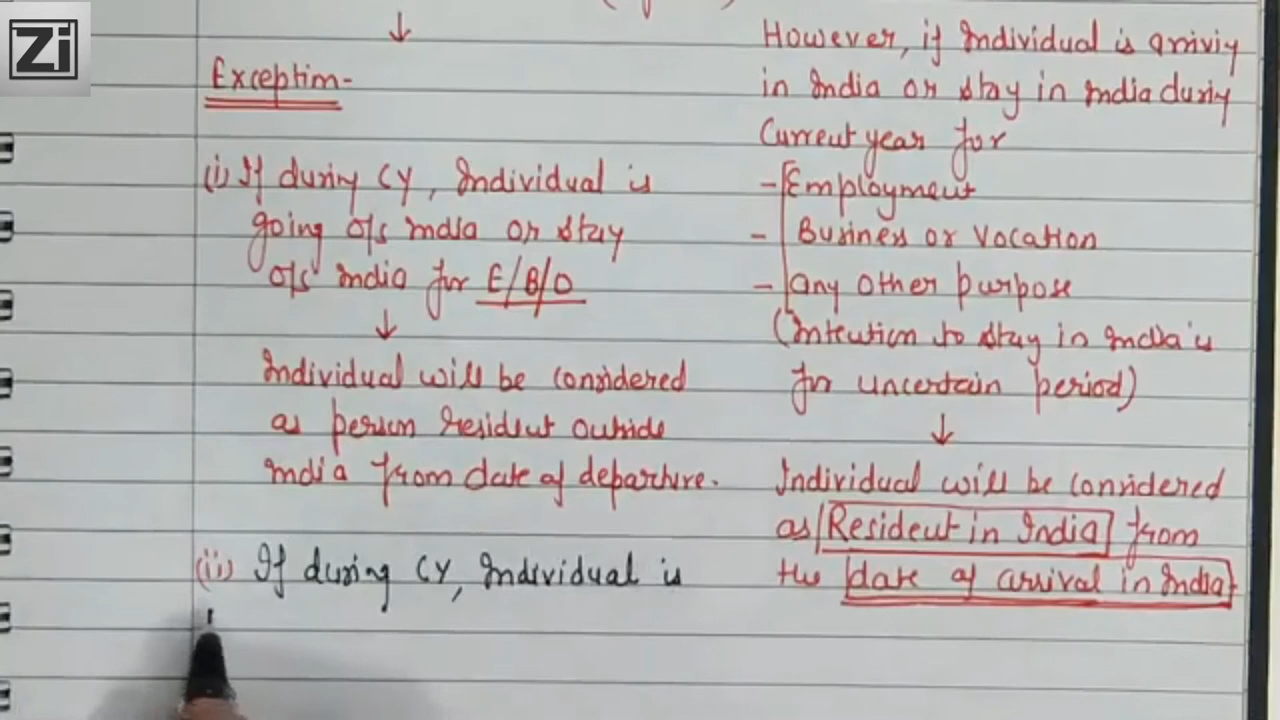 Zi
Exception-
(i) If during CY, Individual is
going o/s India or stay
o/s India for E/B/O
Individual will be considered
as person resident outside
India from date of departure.
(ii) If during CY, Individual is
However, if Individual is arriving
in India or stay in India during
Current year for
- Employment
- Business or Vocation
- Any other purpose
(Intention to stay in India is
for uncertain period)
Individual will be considered
as Resident in India from
the date of arrival in India